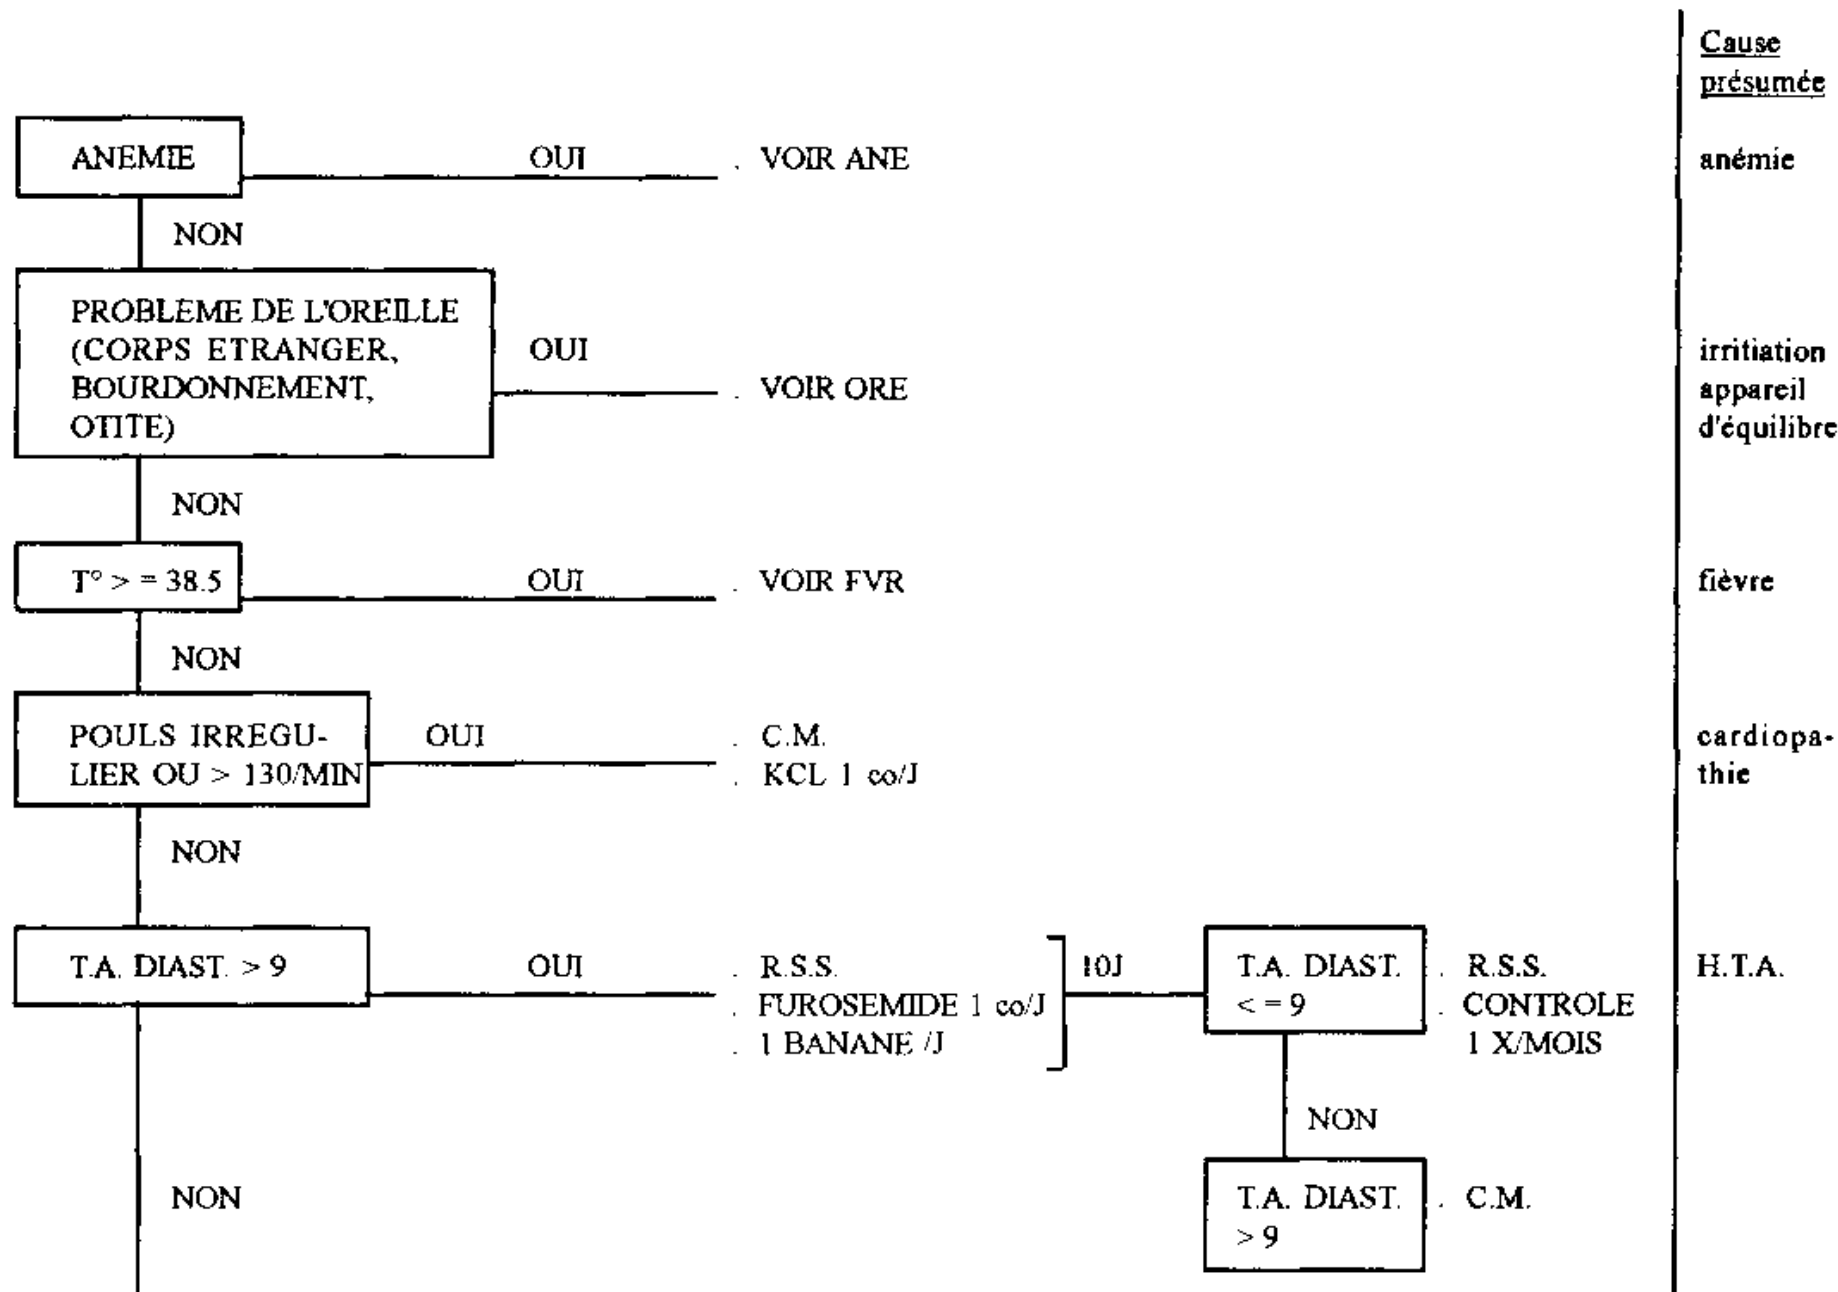 Cause
présumée
ANEMIE
OUI
. VOIR ANE
anémie
NON
PROBLEME DE L'OREILLE
(CORPS ETRANGER,
BOURDONNEMENT,
OTITE)
OUI
. VOIR ORE
irritiation
appareil
d'équilibre
NON
T° > = 38.5
OUI
. VOIR FVR
fièvre
NON
POULS IRREGU-
LIER OU > 130/MIN
OUI
. C.M.
. KCL 1 co/J
cardiopa-
thie
NON
T.A. DIAST. > 9
OUI
. R.S.S.
. FUROSEMIDE 1 co/J
. 1 BANANE /J
10J
T.A. DIAST.
< = 9
. R.S.S.
. CONTROLE
1 X/MOIS
H.T.A.
NON
T.A. DIAST.
> 9
. C.M.
NON